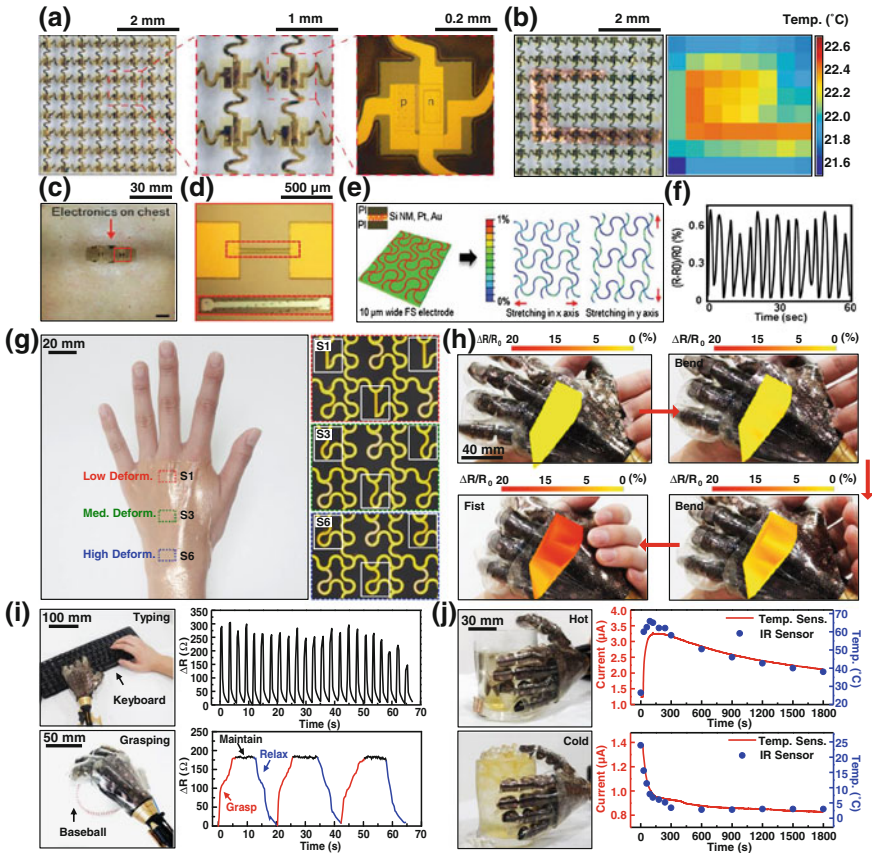 (a)
2 mm
1 mm
0.2 mm
p
n
(b)
2 mm
Temp. (˚C)
22.6
22.4
22.2
22.0
21.8
21.6
(c)
30 mm
Electronics on chest
(d)
500 µm
(e)
PI
Si NM, Pt, Au
PI
10 µm wide FS electrode
1%
0%
Stretching in x axis
Stretching in y axis
(f)
(R-R0)/R0 (%)
0.6
0.3
0
0
30
60
Time (sec)
(g)
20 mm
Low Deform.
S1
Med. Deform.
S3
High Deform.
S6
S1
S3
S6
(h)
ΔR/R0 20 15 0 (%)
40 mm
ΔR/R0 20 15 0 (%)
Bend
ΔR/R0 20 15 0 (%)
Fist
ΔR/R0 20 15 0 (%)
Bend
(i)
100 mm
Typing
Keyboard
ΔR (Ω)
350
300
250
200
150
100
50
0
0 10 20 30 40 50 60 70
Time (s)
50 mm
Grasping
Baseball
ΔR (Ω)
250
200
150
100
50
0
Maintain
Relax
Grasp
0 10 20 30 40 50 60 70
Time (s)
(j)
30 mm
Hot
Current (µA)
4.0
3.5
3.0
2.5
2.0
1.5
1.0
Temp. Sens.
IR Sensor
70
60
50
40
30
20
Temp. (˚C)
0 300 600 900 1200 1500 1800
Time (s)
Cold
Current (µA)
1.4
1.2
1.0
0.8
Temp. Sens.
IR Sensor
25
20
15
10
5
0
Temp. (˚C)
0 300 600 900 1200 1500 1800
Time (s)